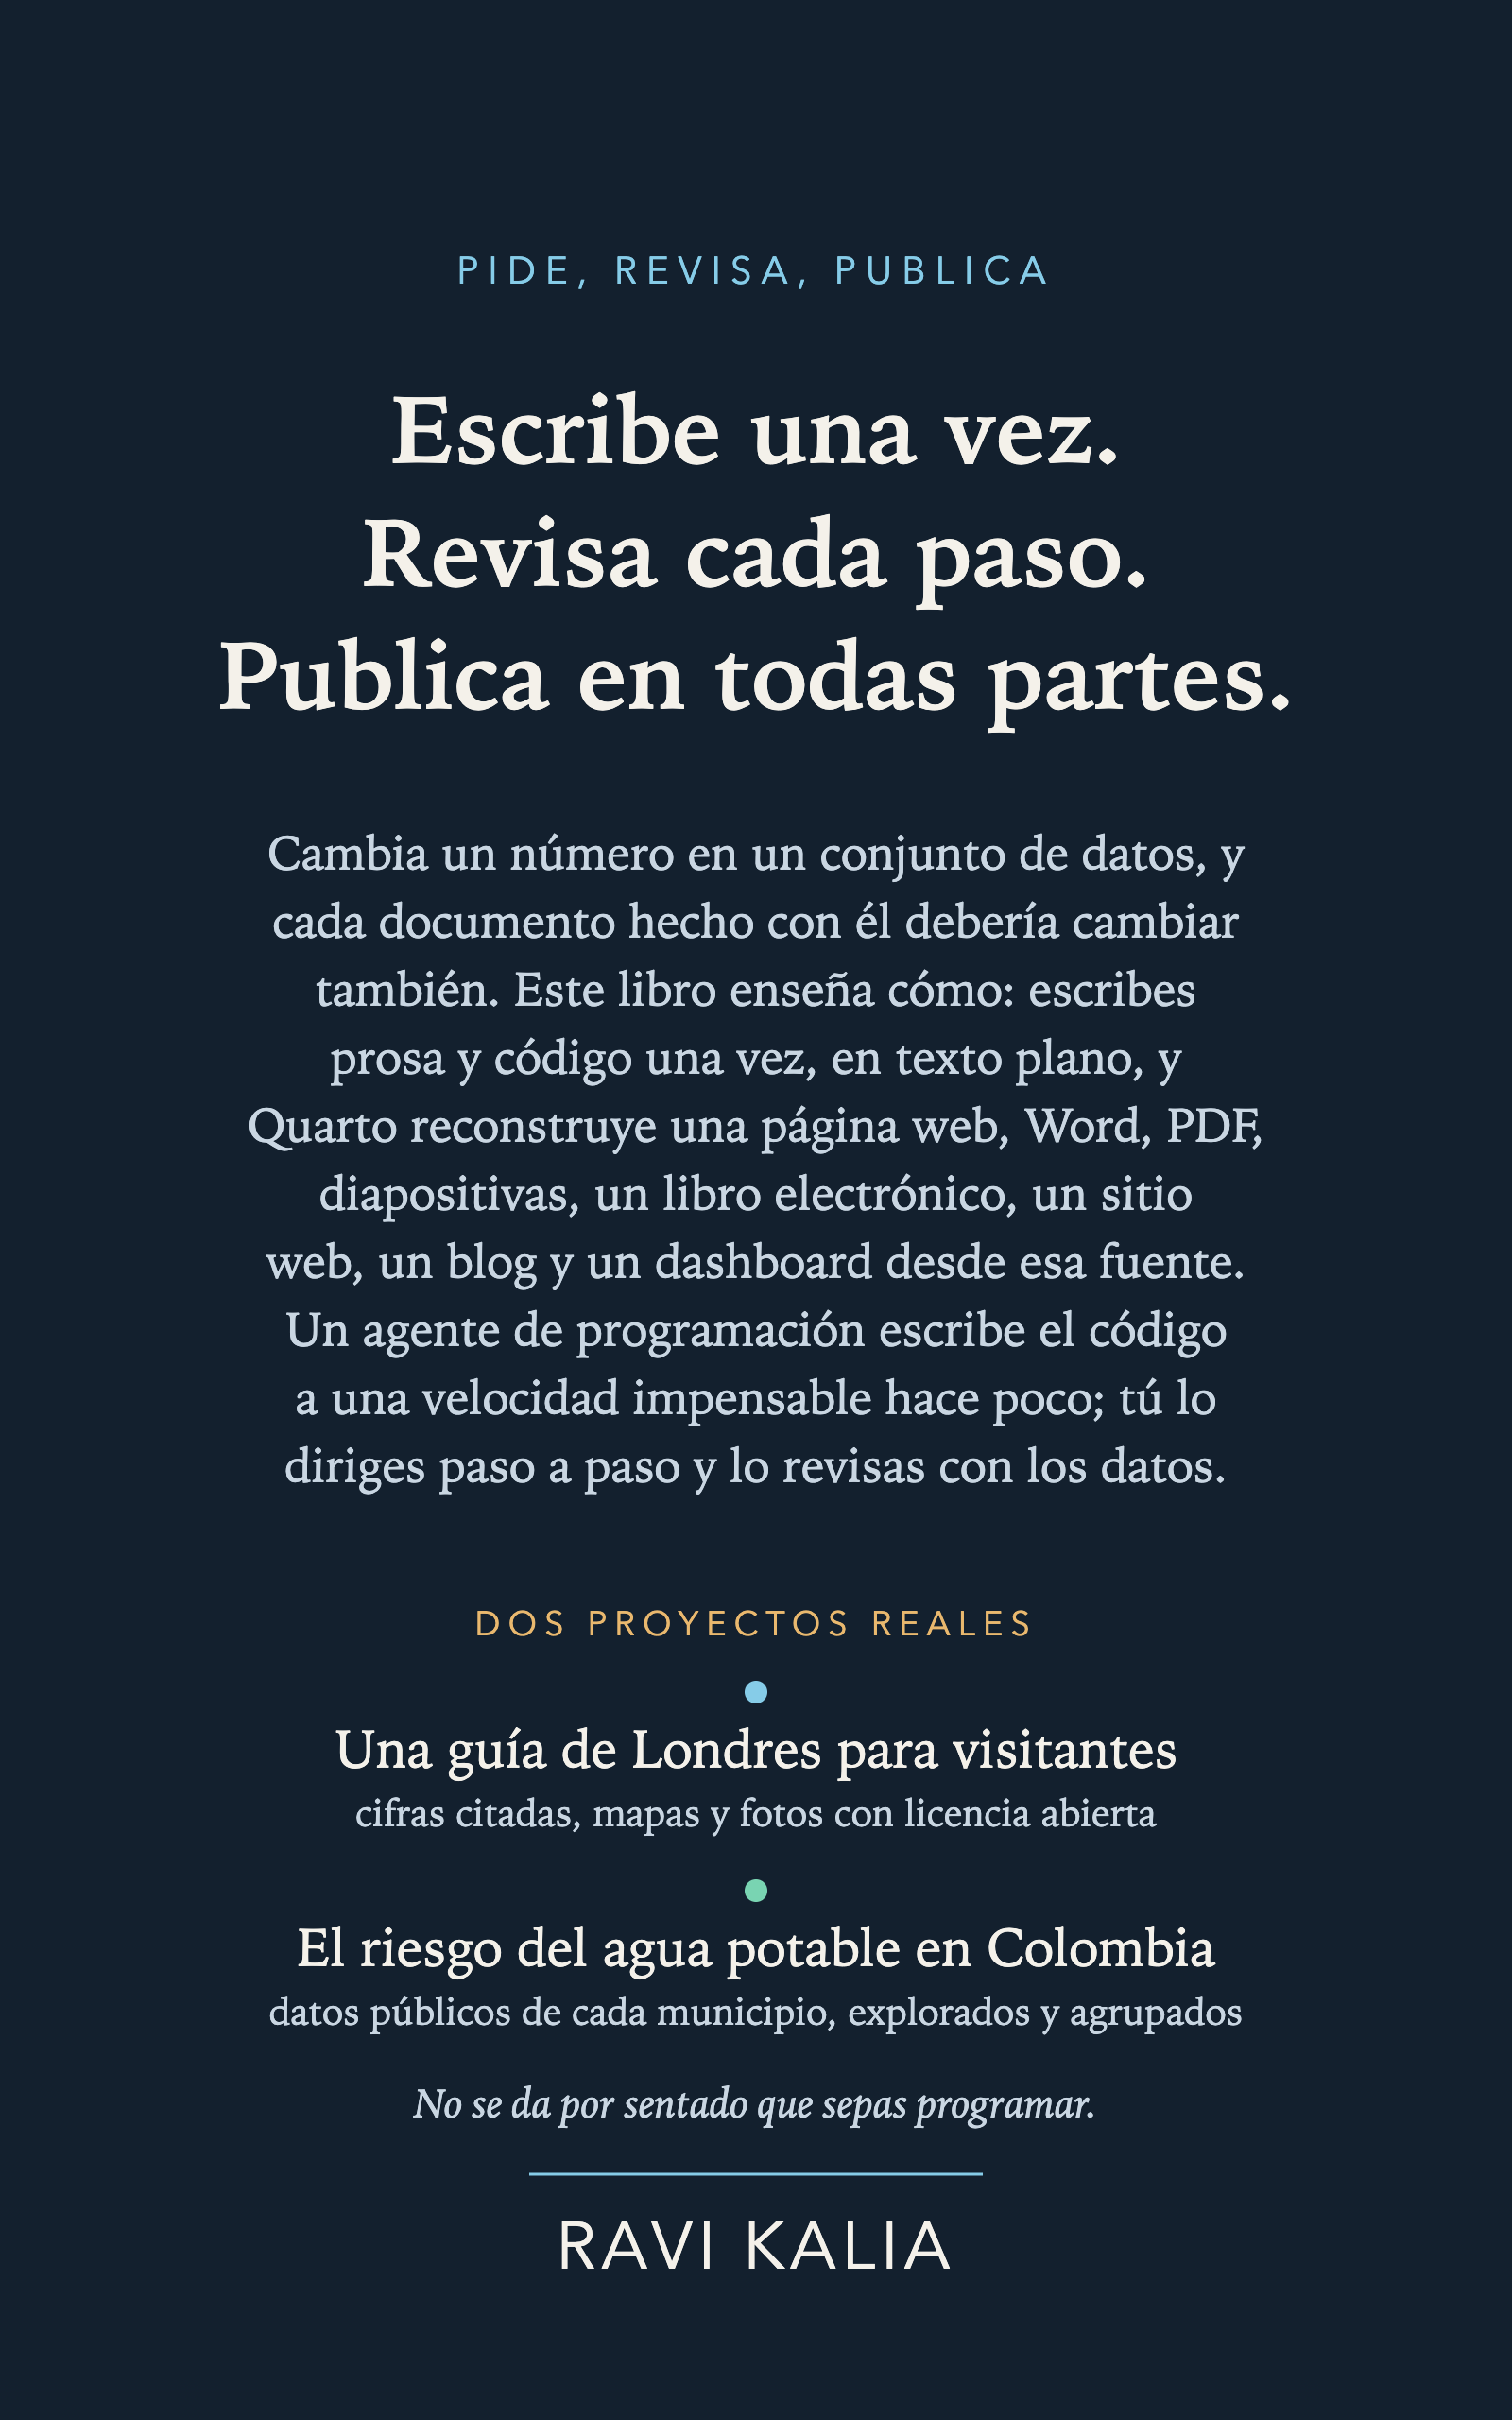 PIDE, REVISA, PUBLICA
Escribe una vez.
Revisa cada paso.
Publica en todas partes.
Cambia un número en un conjunto de datos, y
cada documento hecho con él debería cambiar
también. Este libro enseña cómo: escribes
prosa y código una vez, en texto plano, y
Quarto reconstruye una página web, Word, PDF,
diapositivas, un libro electrónico, un sitio
web, un blog y un dashboard desde esa fuente.
Un agente de programación escribe el código
a una velocidad impensable hace poco; tú lo
diriges paso a paso y lo revisas con los datos.
DOS PROYECTOS REALES
Una guía de Londres para visitantes
cifras citadas, mapas y fotos con licencia abierta
El riesgo del agua potable en Colombia
datos públicos de cada municipio, explorados y agrupados
No se da por sentado que sepas programar.
RAVI KALIA